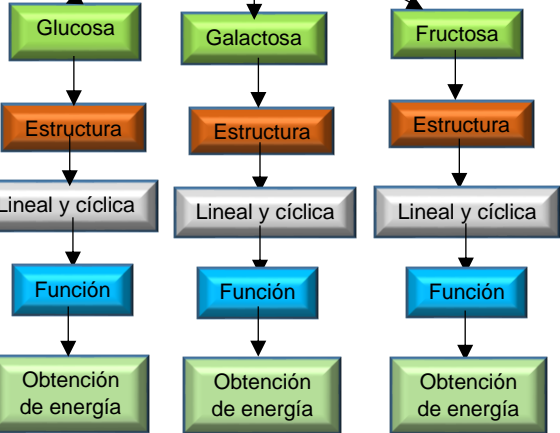 Glucosa
Galactosa
Fructosa
Estructura
Estructura
Estructura
Lineal y cíclica
Lineal y cíclica
Lineal y cíclica
Función
Función
Función
Obtención
de energía
Obtención
de energía
Obtención
de energía